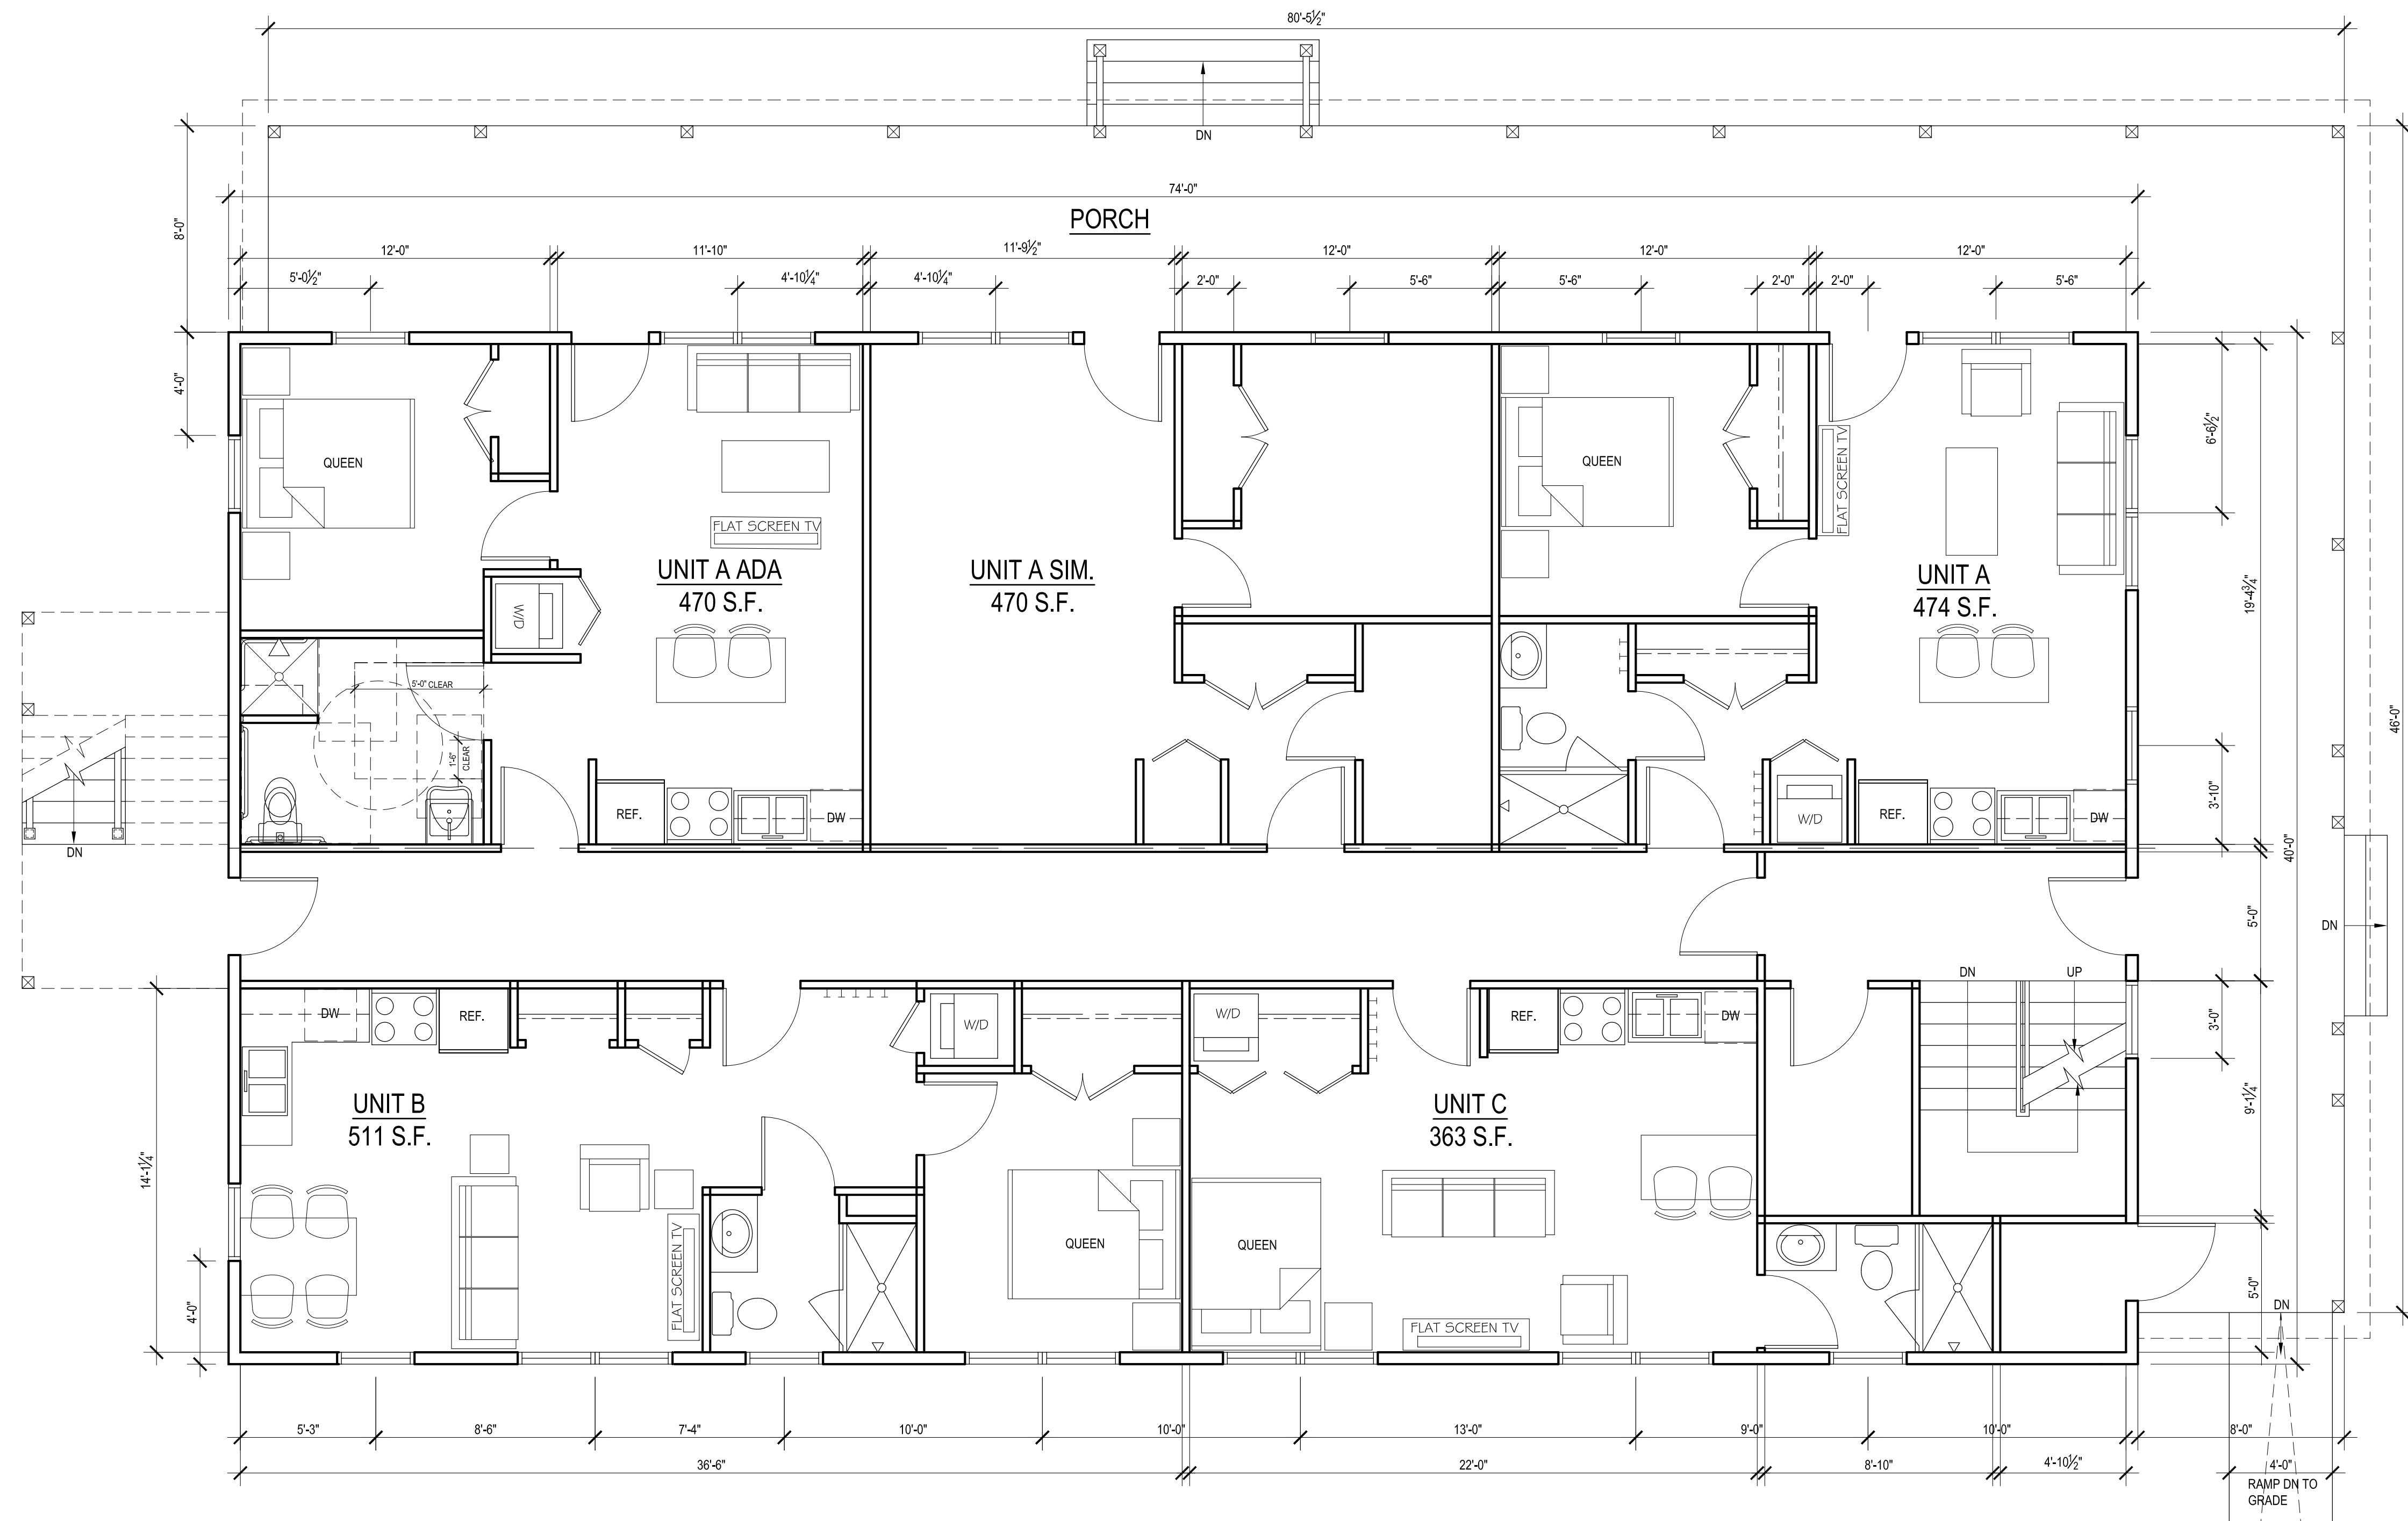 80'-5½"
DN
74'-0"
PORCH
8'-0"
12'-0"
11'-10"
11'-9½"
12'-0"
12'-0"
12'-0"
5'-0½"
4'-10¼"
4'-10¼"
2'-0"
5'-6"
5'-6"
2'-0"
2'-0"
5'-6"
4'-0"
6'-6½"
QUEEN
QUEEN
FLAT SCREEN TV
FLAT SCREEN TV
UNIT A ADA
470 S.F.
UNIT A SIM.
470 S.F.
UNIT A
474 S.F.
W/D
19'-4¾"
5'-0" CLEAR
1'-6"
CLEAR
46'-0"
3'-10"
REF.
DW
W/D
REF.
DW
DN
40'-0"
5'-0"
DN
DN
UP
DW
REF.
W/D
W/D
REF.
DW
3'-0"
UNIT B
511 S.F.
UNIT C
363 S.F.
9'-1¼"
14'-1¼"
QUEEN
QUEEN
FLAT SCREEN TV
FLAT SCREEN TV
4'-0"
5'-0"
DN
5'-3"
8'-6"
7'-4"
10'-0"
10'-0"
13'-0"
9'-0"
10'-0"
8'-0"
36'-6"
22'-0"
8'-10"
4'-10½"
4'-0"
RAMP DN TO
GRADE